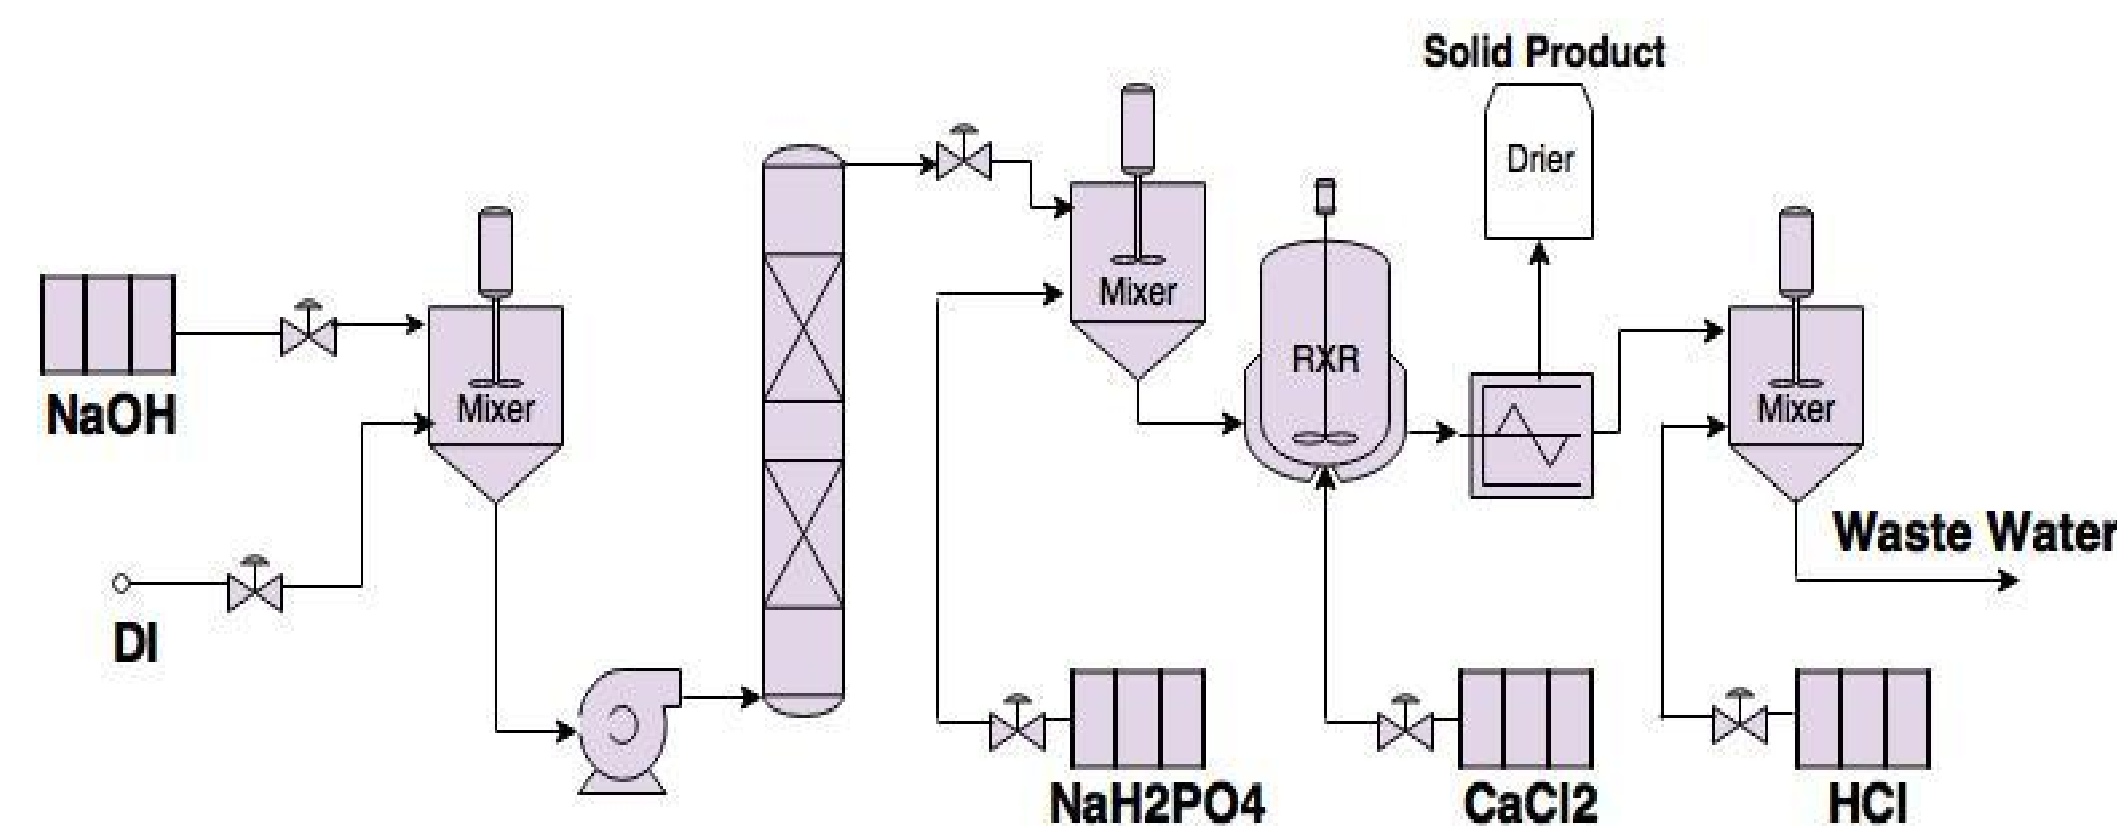 Solid Product
Drier
Mixer
RXR
NaOH
Mixer
Mixer
DI
Waste Water
NaH2PO4
CaCl2
HCl